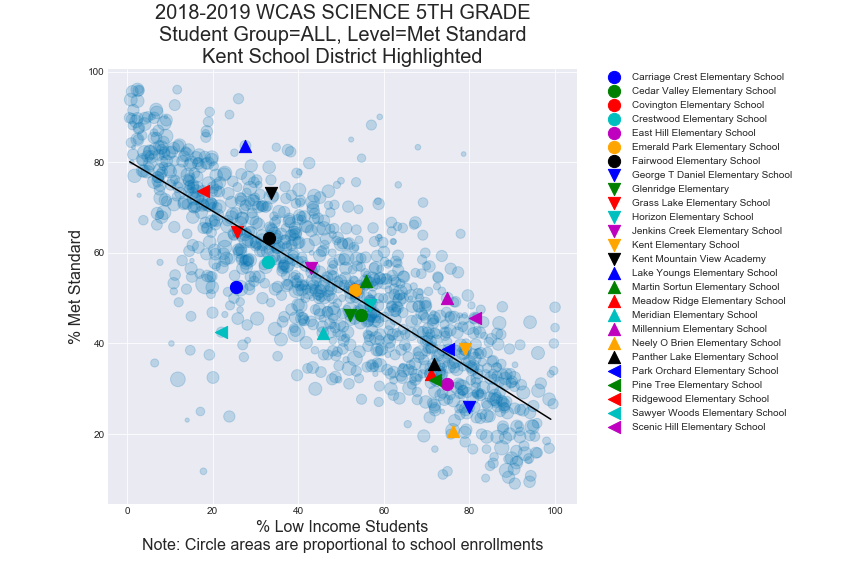 2018-2019 WCAS SCIENCE 5TH GRADE
Student Group=ALL, Level=Met Standard
Kent School District Highlighted
100
80
60
40
20
% Met Standard
0
20
40
60
80
100
% Low Income Students
Note: Circle areas are proportional to school enrollments
Carriage Crest Elementary School
Cedar Valley Elementary School
Covington Elementary School
Crestwood Elementary School
East Hill Elementary School
Emerald Park Elementary School
Fairwood Elementary School
George T Daniel Elementary School
Glenridge Elementary
Grass Lake Elementary School
Horizon Elementary School
Jenkins Creek Elementary School
Kent Elementary School
Kent Mountain View Academy
Lake Youngs Elementary School
Martin Sortun Elementary School
Meadow Ridge Elementary School
Meridian Elementary School
Millennium Elementary School
Neely O Brien Elementary School
Panther Lake Elementary School
Park Orchard Elementary School
Pine Tree Elementary School
Ridgewood Elementary School
Sawyer Woods Elementary School
Scenic Hill Elementary School